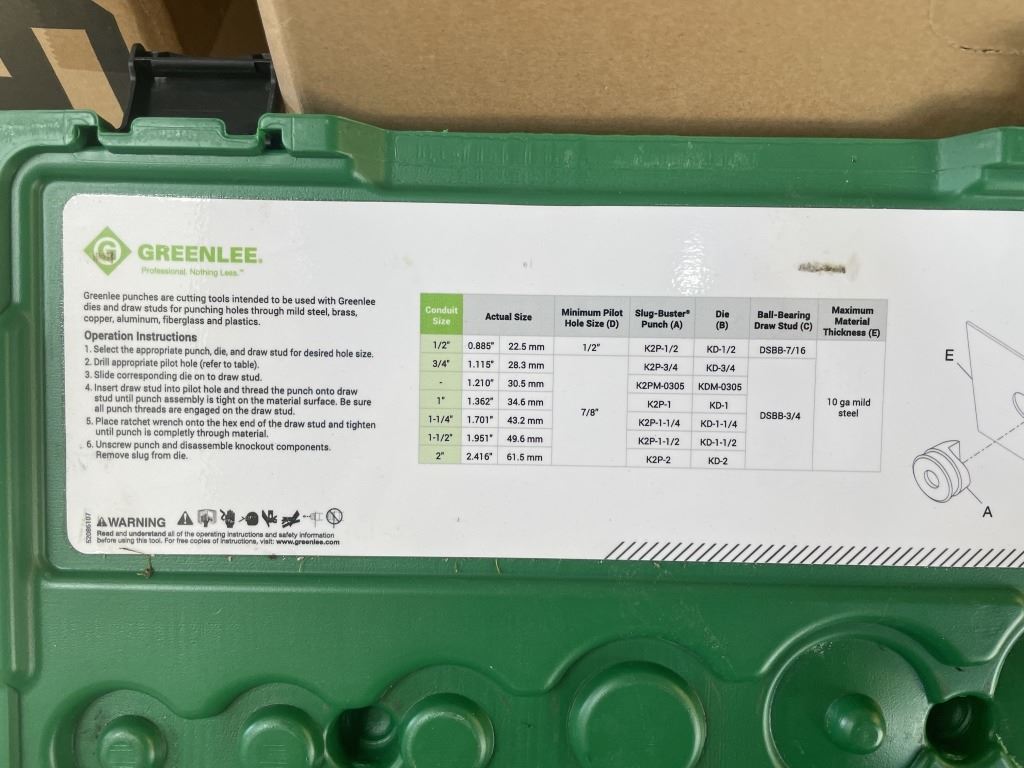 GREENLEE.
Professional. Nothing Less.™
Greenlee punches are cutting tools intended to be used with Greenlee
dies and draw studs for punching holes through mild steel, brass,
copper, aluminum, fiberglass and plastics.
Operation Instructions
1. Select the appropriate punch, die, and draw stud for desired hole size.
2. Drill appropriate pilot hole (refer to table).
3. Slide corresponding die on to draw stud.
4. Insert draw stud into pilot hole and thread the punch onto draw
stud until punch assembly is tight on the material surface. Be sure
all punch threads are engaged on the draw stud.
5. Place ratchet wrench onto the hex end of the draw stud and tighten
until punch is completly through material.
6. Unscrew punch and disassemble knockout components.
Remove slug from die.
52086107
WARNING
Read and understand all of the operating instructions and safety information
before using this tool. For free copies of instructions, visit: www.greenlee.com
Conduit Size Actual Size Minimum Pilot Hole Size (D) Slug-Buster® Punch (A) Die (B) Ball-Bearing Draw Stud (C) Maximum Material Thickness (E)
1/2" 0.885" 22.5 mm 1/2" K2P-1/2 KD-1/2 DSBB-7/16
3/4" 1.115" 28.3 mm K2P-3/4 KD-3/4
- 1.210" 30.5 mm K2PM-0305 KDM-0305
1" 1.362" 34.6 mm 7/8" K2P-1 KD-1 DSBB-3/4 10 ga mild steel
1-1/4" 1.701" 43.2 mm K2P-1-1/4 KD-1-1/4
1-1/2" 1.951" 49.6 mm K2P-1-1/2 KD-1-1/2
2" 2.416" 61.5 mm K2P-2 KD-2
E
A